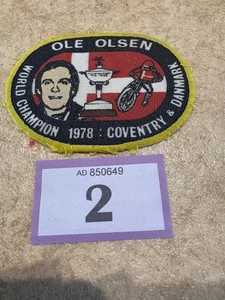 OLE OLSEN
WORLD CHAMPION 1978 : COVENTRY & DANMARK
AD 850649
2